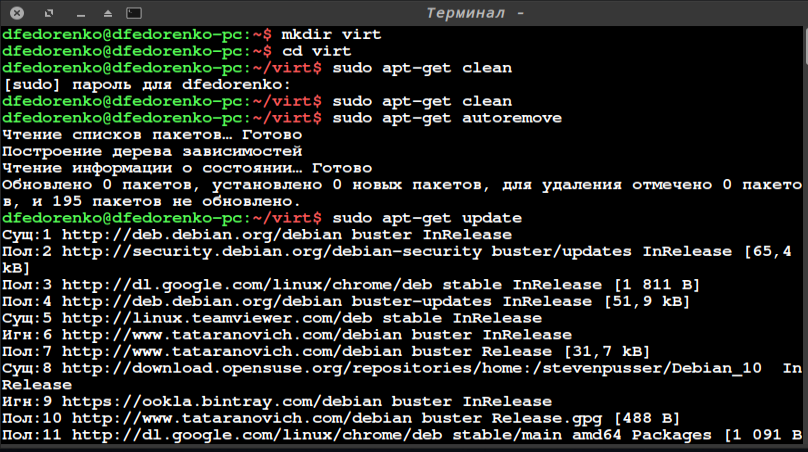 Терминал -
dfedorenko@dfedorenko-pc:~$ mkdir virt
dfedorenko@dfedorenko-pc:~$ cd virt
dfedorenko@dfedorenko-pc:~/virt$ sudo apt-get clean
[sudo] пароль для dfedorenko:
dfedorenko@dfedorenko-pc:~/virt$ sudo apt-get clean
dfedorenko@dfedorenko-pc:~/virt$ sudo apt-get autoremove
Чтение списков пакетов… Готово
Построение дерева зависимостей
Чтение информации о состоянии… Готово
Обновлено 0 пакетов, установлено 0 новых пакетов, для удаления отмечено 0 пакето
в, и 195 пакетов не обновлено.
dfedorenko@dfedorenko-pc:~/virt$ sudo apt-get update
Сущ:1 http://deb.debian.org/debian buster InRelease
Пол:2 http://security.debian.org/debian-security buster/updates InRelease [65,4
kB]
Пол:3 http://dl.google.com/linux/chrome/deb stable InRelease [1 811 B]
Пол:4 http://deb.debian.org/debian buster-updates InRelease [51,9 kB]
Сущ:5 http://linux.teamviewer.com/deb stable InRelease
Игн:6 http://www.tataranovich.com/debian buster InRelease
Пол:7 http://www.tataranovich.com/debian buster Release [31,7 kB]
Сущ:8 http://download.opensuse.org/repositories/home:/stevenpusser/Debian_10  In
Release
Игн:9 https://ookla.bintray.com/debian buster InRelease
Пол:10 http://www.tataranovich.com/debian buster Release.gpg [488 B]
Пол:11 http://dl.google.com/linux/chrome/deb stable/main amd64 Packages [1 091 B